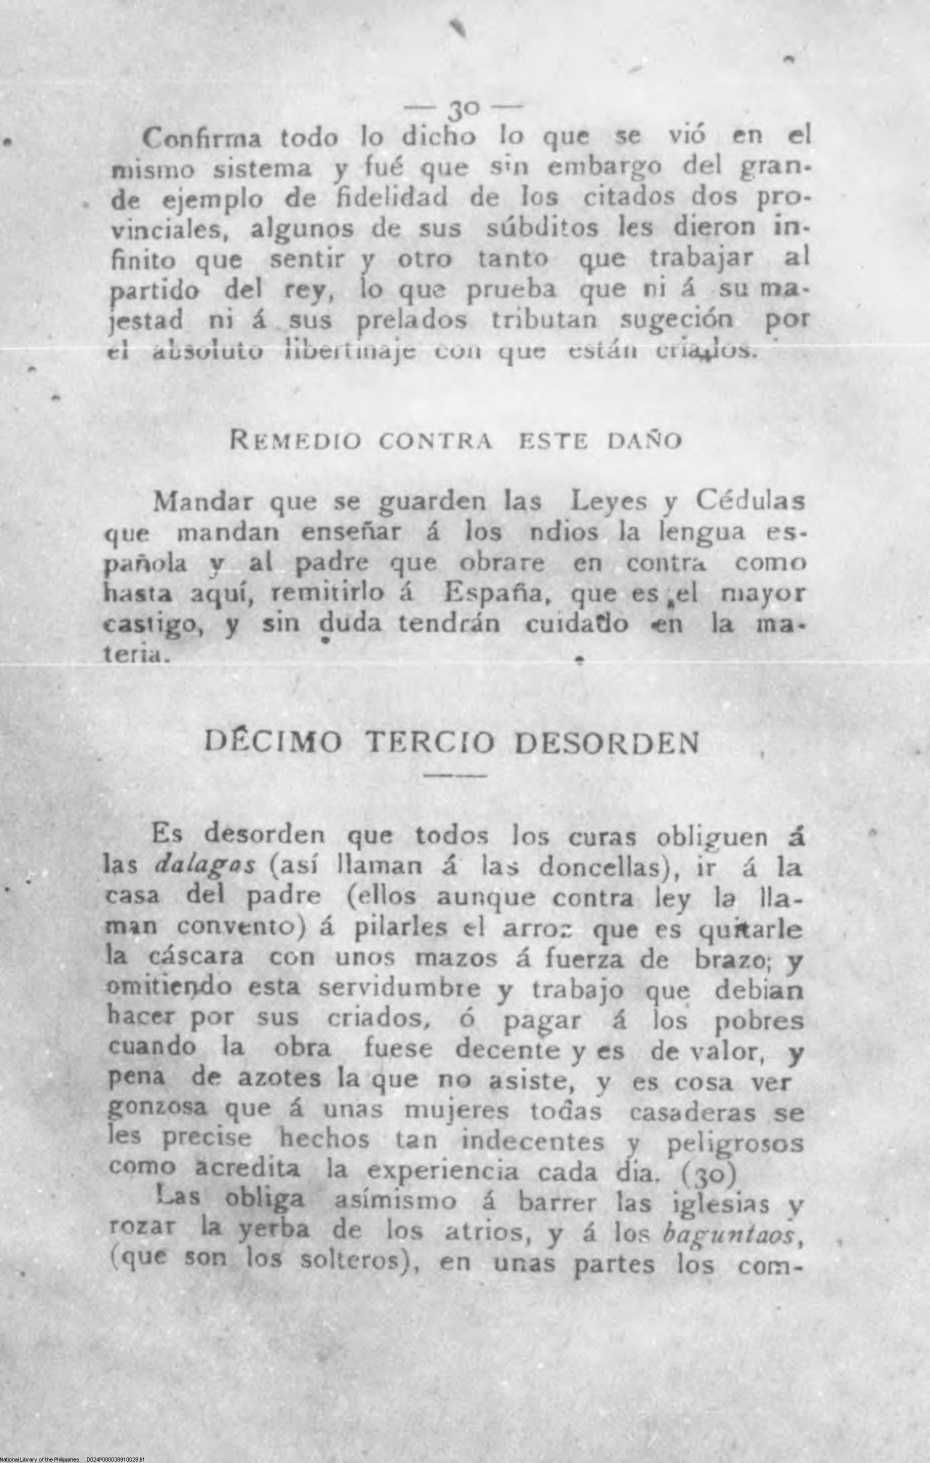 — 30 —
Confirma todo lo dicho lo que se vió en el
mismo sistema y fué que sin embargo del gran-
de ejemplo de fidelidad de los citados dos pro-
vinciales, algunos de sus súbditos les dieron in-
finito que sentir y otro tanto que trabajar al
partido del rey, lo que prueba que ni á su ma-
jestad ni á sus prelados tributan sugeción por
el absoluto libertinaje con que están criados.
REMEDIO CONTRA ESTE DAÑO
Mandar que se guarden las Leyes y Cédulas
que mandan enseñar á los ndios la lengua es-
pañola y al padre que obrare en contra como
hasta aquí, remitirlo á España, que es el mayor
castigo, y sin duda tendrán cuidado en la ma-
teria.
DÉCIMO TERCIO DESORDEN
Es desorden que todos los curas obliguen á
las dalagas (así llaman á las doncellas), ir á la
casa del padre (ellos aunque contra ley la lla-
man convento) á pilarles el arroz que es quitarle
la cáscara con unos mazos á fuerza de brazo; y
omitiendo esta servidumbre y trabajo que debian
hacer por sus criados, ó pagar á los pobres
cuando la obra fuese decente y es de valor, y
pena de azotes la que no asiste, y es cosa ver
gonzosa que á unas mujeres todas casaderas se
les precise hechos tan indecentes y peligrosos
como acredita la experiencia cada dia. (30)
Las obliga asímismo á barrer las iglesias y
rozar la yerba de los atrios, y á los baguntaos,
(que son los solteros), en unas partes los com-
National Library of the Philippines